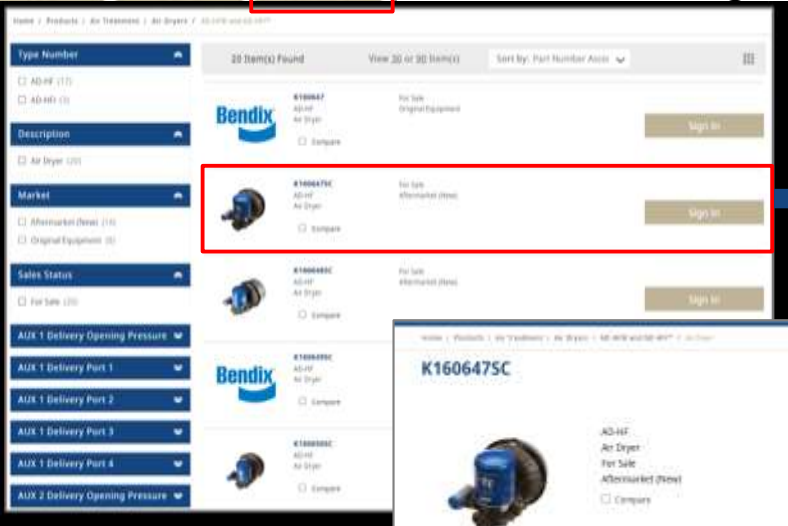 Home / Products / Air Treatment / Air Dryers /
Type Number
AD-HF (17)
AD-HFi (3)
Description
Air Dryer (20)
Market
Aftermarket (New) (14)
Original Equipment (6)
Sales Status
For Sale (20)
AUX 1 Delivery Opening Pressure
AUX 1 Delivery Port 1
AUX 1 Delivery Port 2
AUX 1 Delivery Port 3
AUX 1 Delivery Port 4
AUX 2 Delivery Opening Pressure
20 Item(s) Found
View 30 or 90 Item(s)
Sort by: Part Number Ascen
Bendix
K160647
AD-HF
Air Dryer
Compare
For Sale
Original Equipment
Sign In
K160647SC
AD-HF
Air Dryer
Compare
For Sale
Aftermarket (New)
Sign In
K160648SC
AD-HF
Air Dryer
Compare
For Sale
Aftermarket (New)
Sign In
Bendix
K160649SC
AD-HF
Air Dryer
Compare
K160650SC
AD-HF
Air Dryer
Compare
Home / Products / Air Treatment / Air Dryers /
K160647SC
AD-HF
Air Dryer
For Sale
Aftermarket (New)
Compare